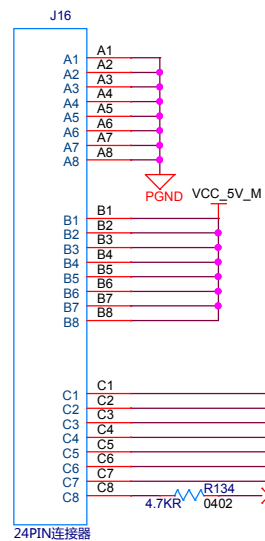 J16
A1 A1
A2 A2
A3 A3
A4 A4
A5 A5
A6 A6
A7 A7
A8 A8
PGND
VCC_5V_M
B1 B1
B2 B2
B3 B3
B4 B4
B5 B5
B6 B6
B7 B7
B8 B8
C1 C1
C2 C2
C3 C3
C4 C4
C5 C5
C6 C6
C7 C7
C8 C8
R134
4.7KR 0402
24PIN连接器